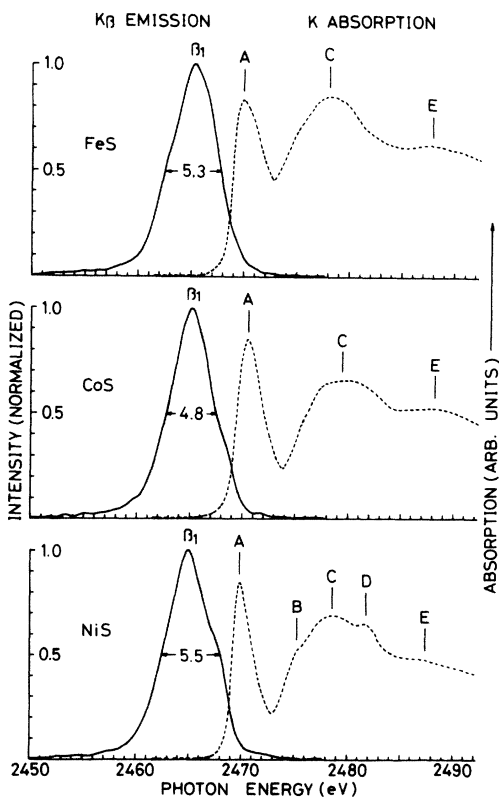 Kβ EMISSION K ABSORPTION
β1 A C E
1.0
FeS
0.5
5.3
β1 A C E
1.0
CoS
0.5
4.8
β1 A B C D E
1.0
NiS
0.5
5.5
2450 2460 2470 2480 2490
PHOTON ENERGY (eV)
INTENSITY (NORMALIZED)
ABSORPTION (ARB. UNITS)